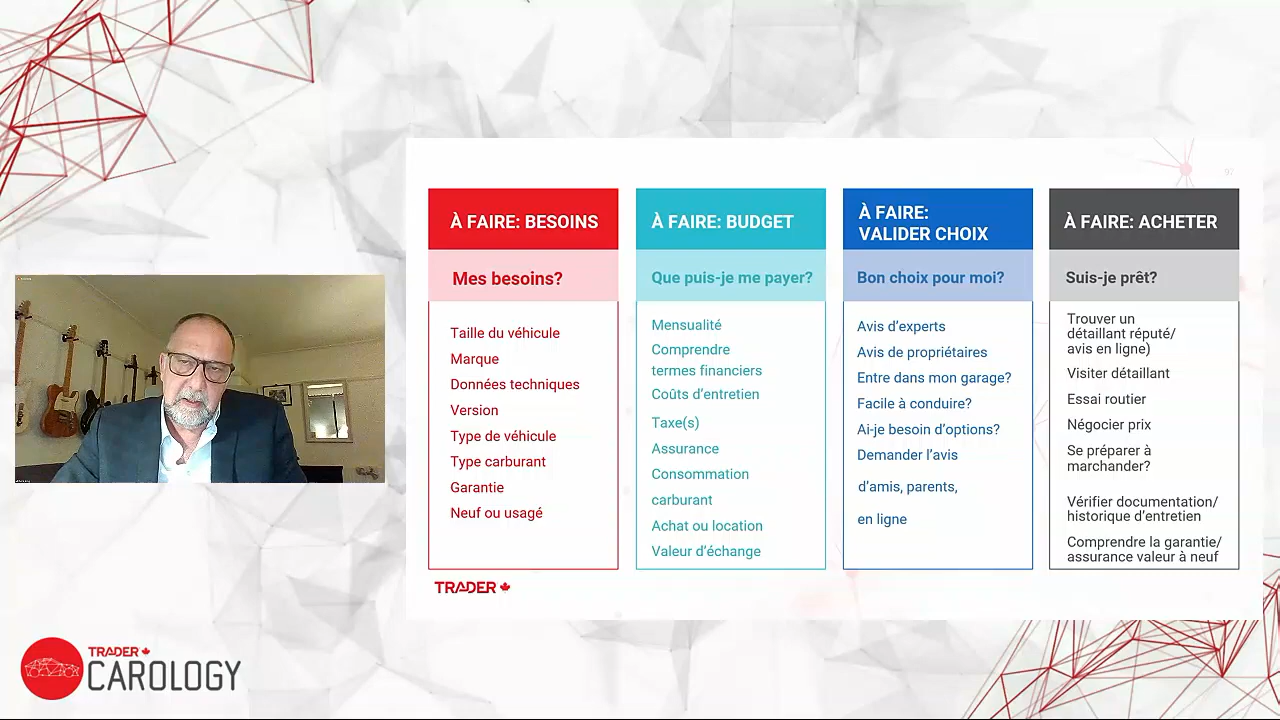 97
À FAIRE: BESOINS
Mes besoins?
Taille du véhicule
Marque
Données techniques
Version
Type de véhicule
Type carburant
Garantie
Neuf ou usagé
À FAIRE: BUDGET
Que puis-je me payer?
Mensualité
Comprendre
termes financiers
Coûts d’entretien
Taxe(s)
Assurance
Consommation
carburant
Achat ou location
Valeur d’échange
À FAIRE:
VALIDER CHOIX
Bon choix pour moi?
Avis d’experts
Avis de propriétaires
Entre dans mon garage?
Facile à conduire?
Ai-je besoin d’options?
Demander l’avis
d’amis, parents,
en ligne
À FAIRE: ACHETER
Suis-je prêt?
Trouver un
détaillant réputé/
avis en ligne)
Visiter détaillant
Essai routier
Négocier prix
Se préparer à
marchander?
Vérifier documentation/
historique d’entretien
Comprendre la garantie/
assurance valeur à neuf
TRADER
TRADER
CAROLOGY